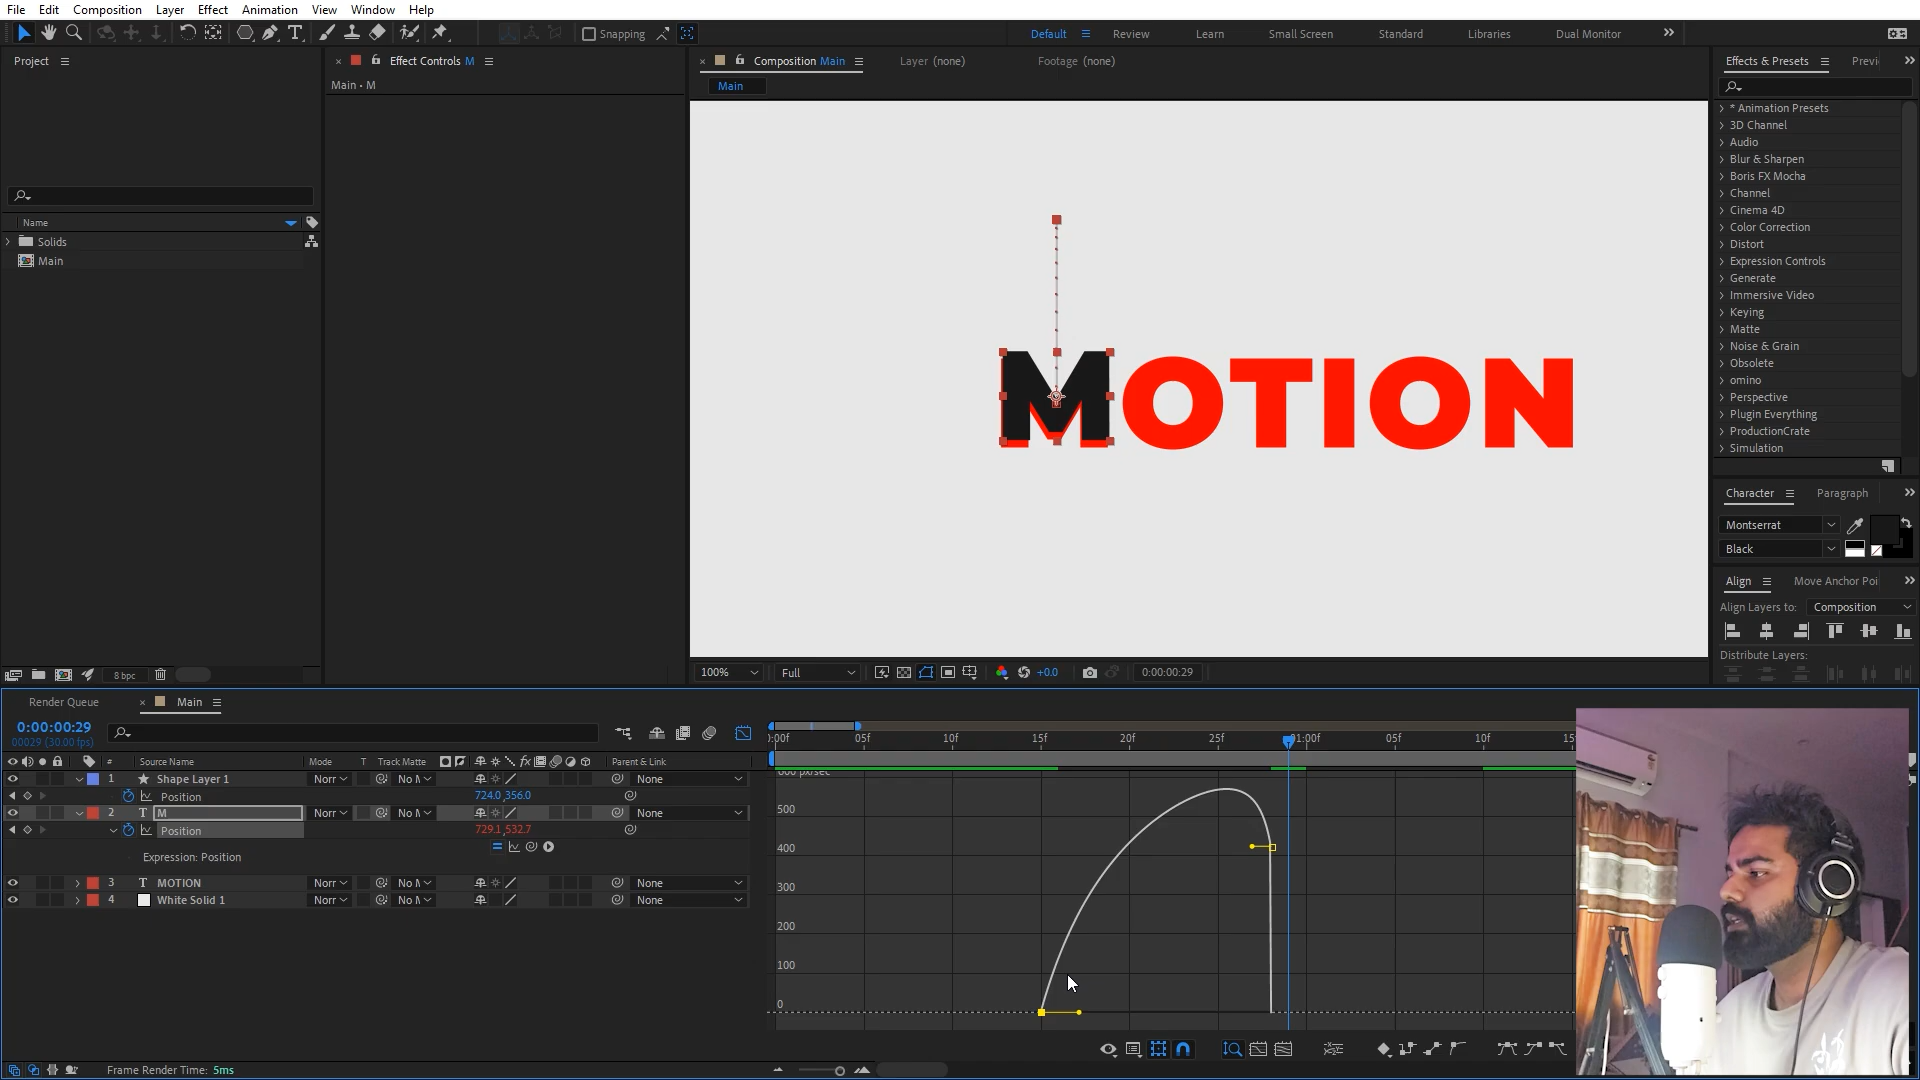 File Edit Composition Layer Effect Animation View Window Help
Snapping Default Review Learn Small Screen Standard Libraries Dual Monitor
Project
Effect Controls M
Composition Main
Layer (none)
Footage (none)
Effects & Presets
Previ
Main • M
Main
* Animation Presets
3D Channel
Audio
Blur & Sharpen
Boris FX Mocha
Channel
Cinema 4D
Color Correction
Distort
Expression Controls
Generate
Immersive Video
Keying
Matte
Noise & Grain
Obsolete
omino
Perspective
Plugin Everything
ProductionCrate
Simulation
Name
Solids
Main
MOTION
Character
Paragraph
Montserrat
Black
Align
Move Anchor Poi
Align Layers to: Composition
Distribute Layers:
8 bpc
100%
Full
+0.0
0:00:00:29
Render Queue
Main
0:00:00:29
00029 (30.00 fps)
:00f 05f 10f 15f 20f 25f 01:00f 05f 10f 15
# Source Name Mode T Track Matte Parent & Link
1 Shape Layer 1 Norr No M None
Position 724.0,356.0
2 T M Norr No M None
Position 729.1,532.7
Expression: Position
3 T MOTION Norr No M None
4 White Solid 1 Norr No M None
600 px/sec
500
400
300
200
100
0
Frame Render Time: 5ms